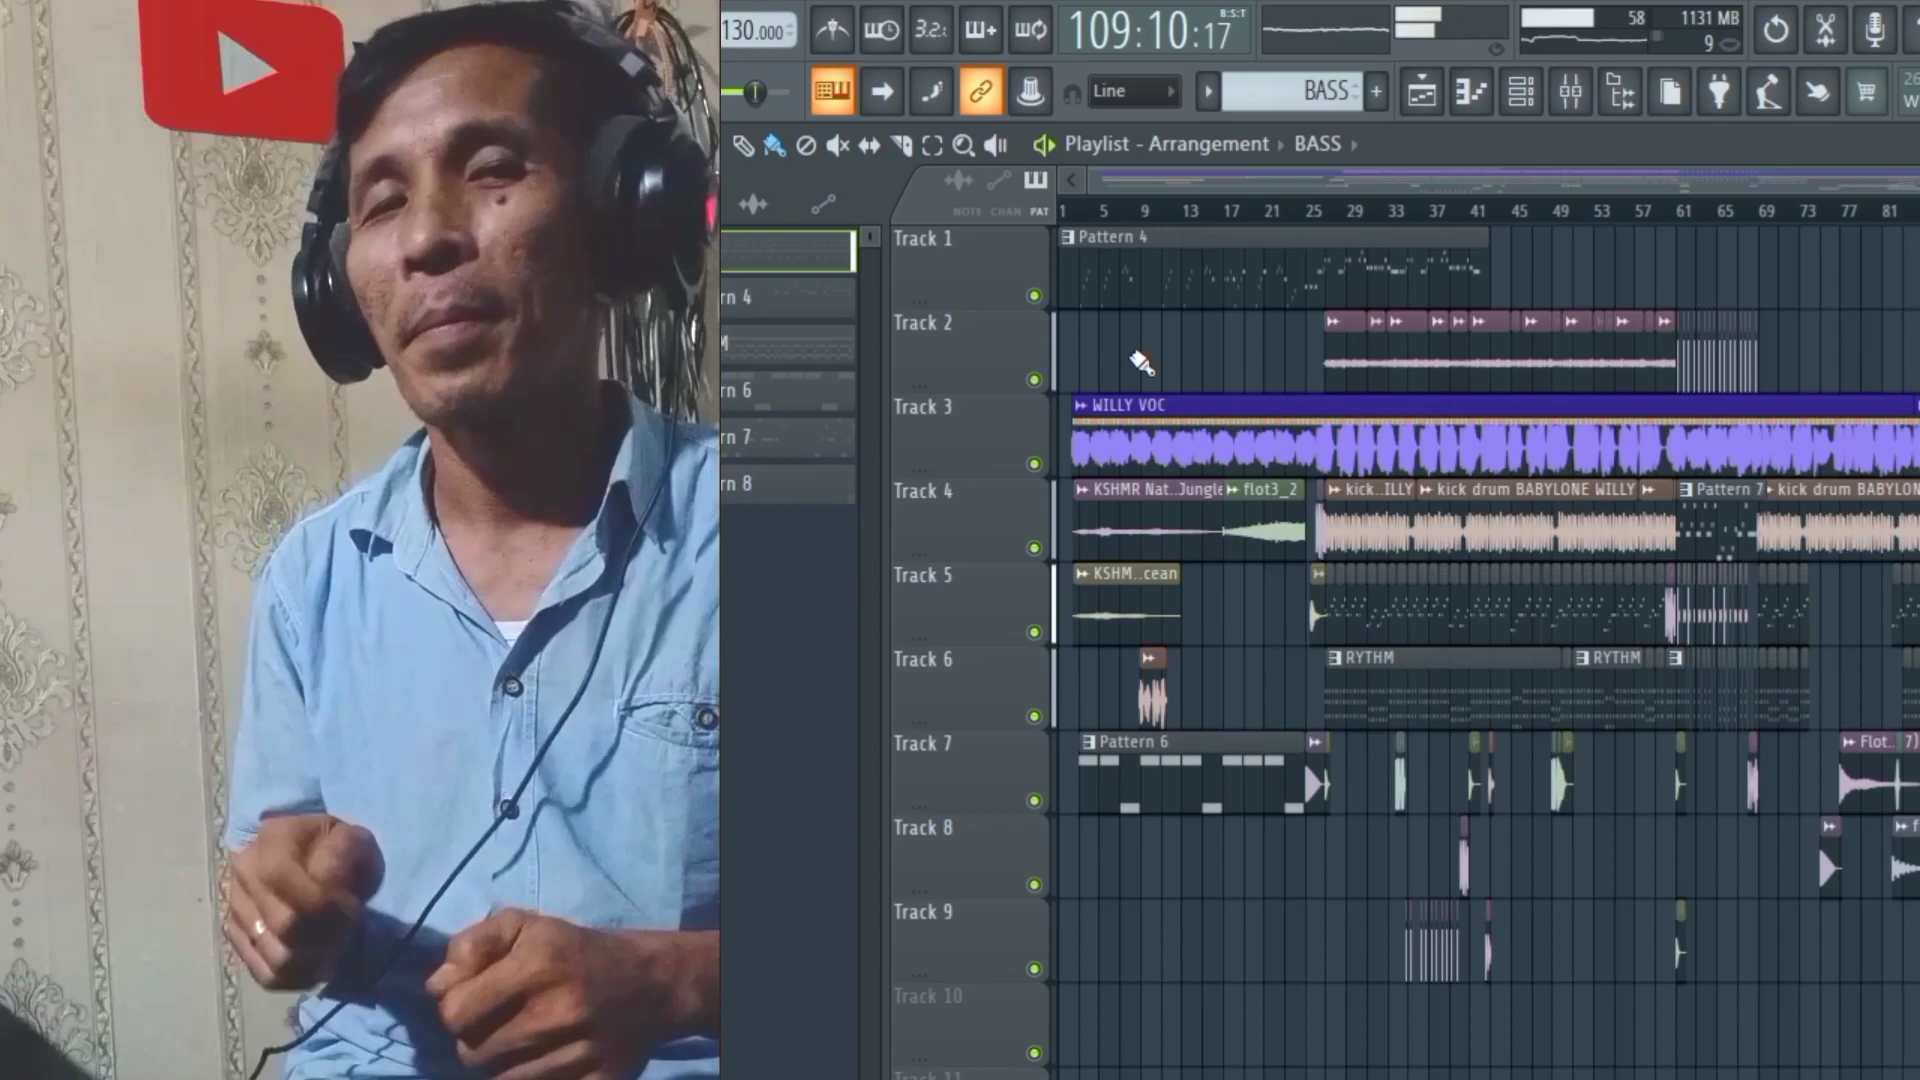 130.000
3.2:
109:10:17
B:S:T
58
1131 MB
9
Line
BASS
Playlist - Arrangement › BASS ›
NOTE CHAN PAT
1 5 9 13 17 21 25 29 33 37 41 45 49 53 57 61 65 69 73 77 81
Track 1
Pattern 4
rn 4
Track 2
rn 6
Track 3
WILLY VOC
rn 7
rn 8
Track 4
KSHMR Nat..Jungle
flot3_2
kick..ILLY
kick drum BABYLONE WILLY
Pattern 7
kick drum BABYLON
Track 5
KSHM..cean
Track 6
RYTHM
RYTHM
Track 7
Pattern 6
Flot.. 7)
Track 8
f
Track 9
Track 10